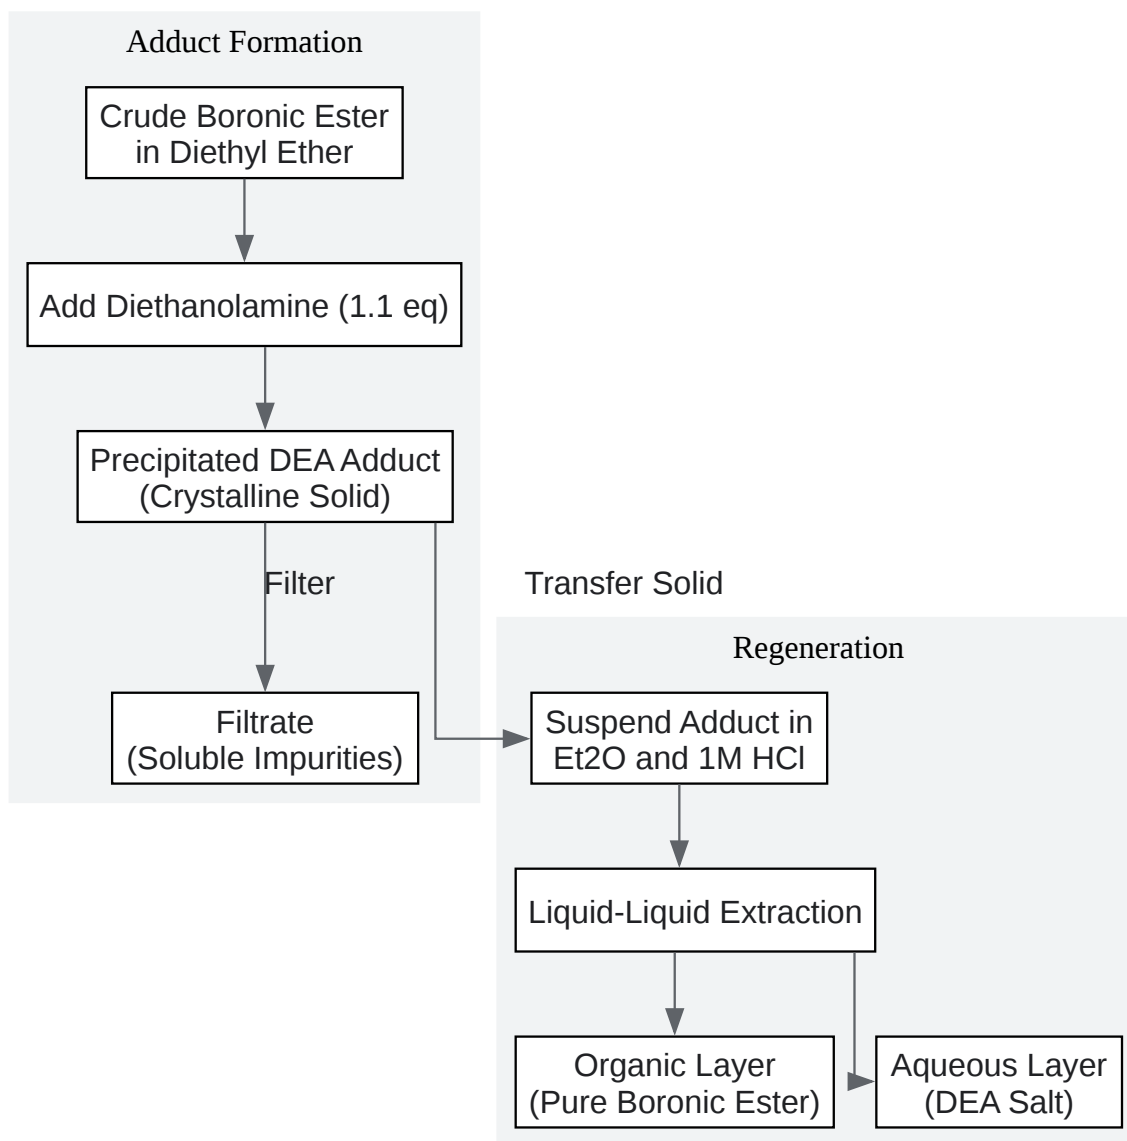 Adduct Formation
Crude Boronic Ester
in Diethyl Ether
Add Diethanolamine (1.1 eq)
Precipitated DEA Adduct
(Crystalline Solid)
Filter
Transfer Solid
Filtrate
(Soluble Impurities)
Regeneration
Suspend Adduct in
Et2O and 1M HCl
Liquid-Liquid Extraction
Organic Layer
(Pure Boronic Ester)
Aqueous Layer
(DEA Salt)